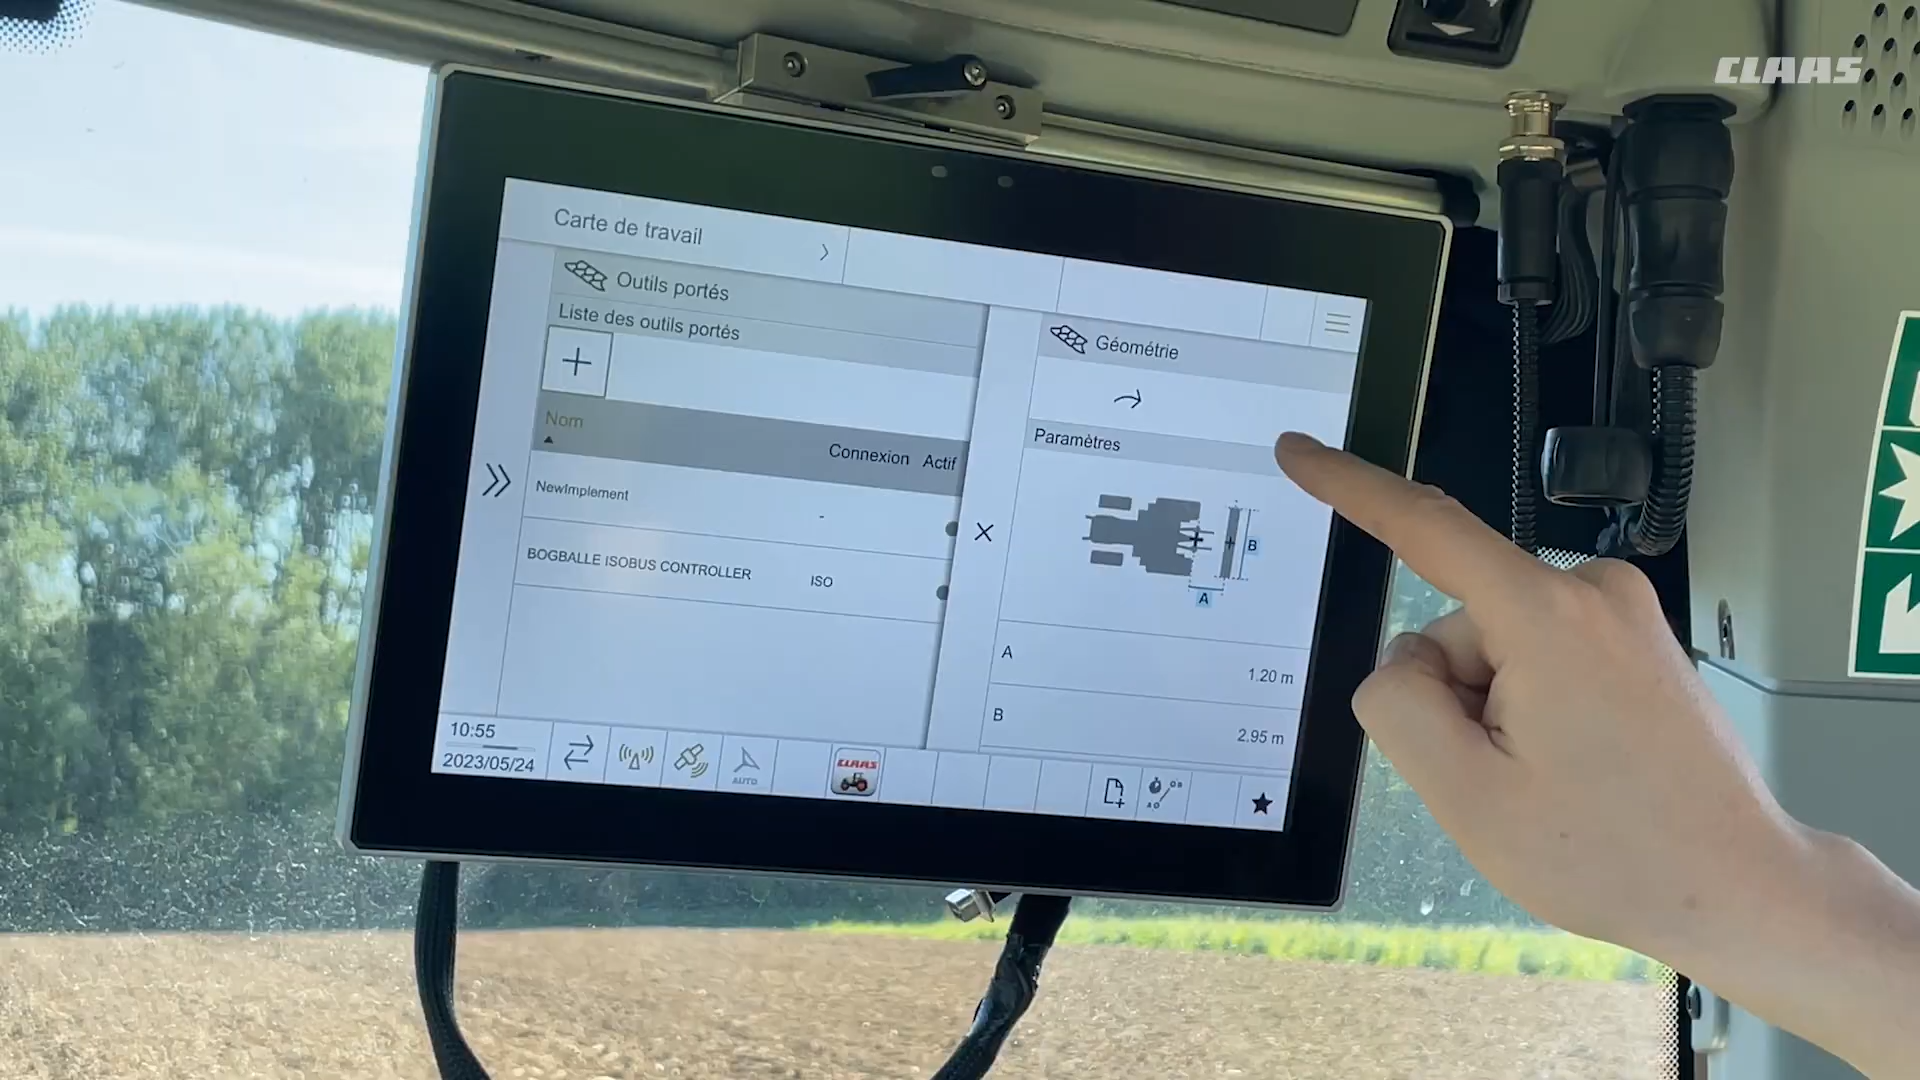 CLAAS
Carte de travail
Outils portés
Liste des outils portés
Nom
Connexion Actif
NewImplement -
BOGBALLE ISOBUS CONTROLLER ISO
Géométrie
Paramètres
B
A
A 1.20 m
B 2.95 m
10:55
2023/05/24
AUTO
CLAAS